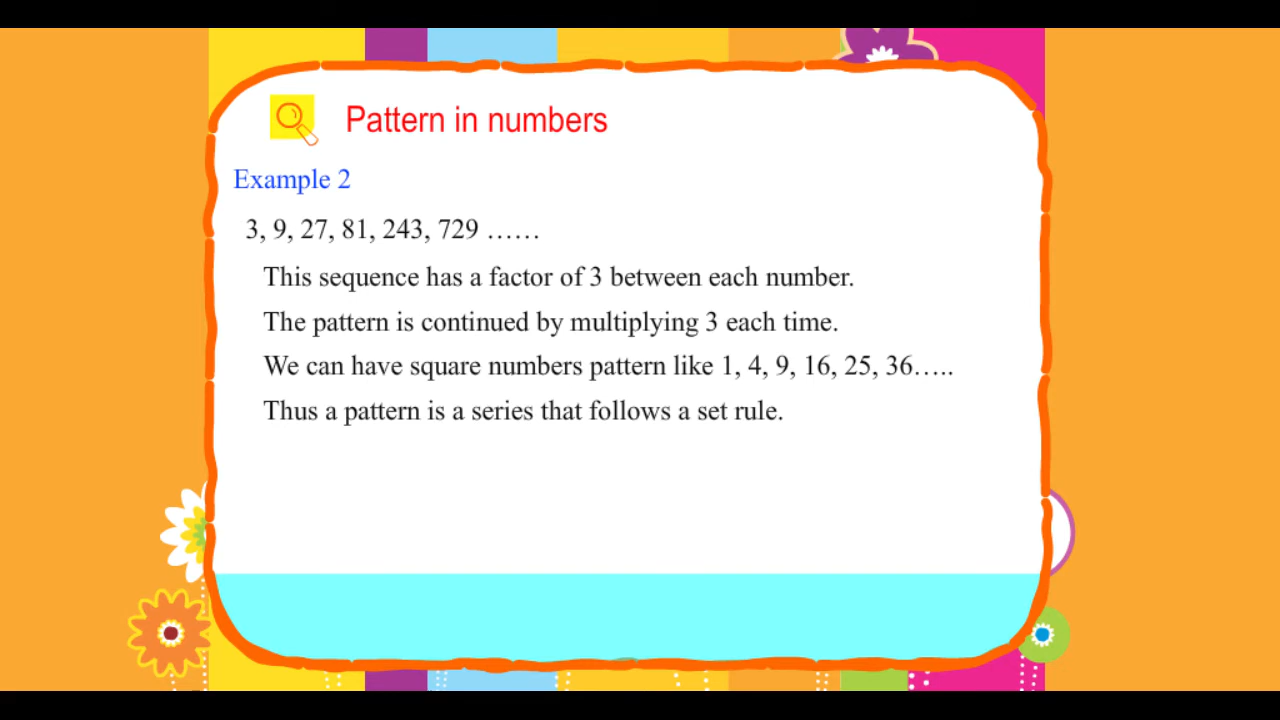 Pattern in numbers
Example 2
3, 9, 27, 81, 243, 729 ……
This sequence has a factor of 3 between each number.
The pattern is continued by multiplying 3 each time.
We can have square numbers pattern like 1, 4, 9, 16, 25, 36…..
Thus a pattern is a series that follows a set rule.